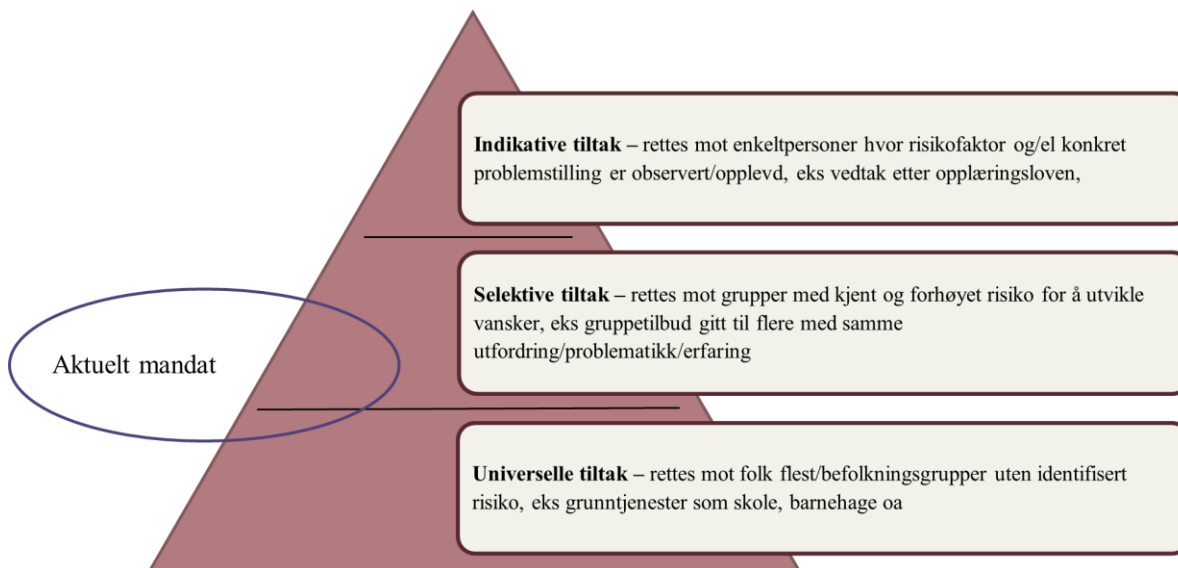 Indikative tiltak – rettes mot enkeltpersoner hvor risikofaktor og/el konkret
problemstilling er observert/opplevd, eks vedtak etter opplæringsloven,
Selektive tiltak – rettes mot grupper med kjent og forhøyet risiko for å utvikle
vansker, eks gruppetilbud gitt til flere med samme
utfordring/problematikk/erfaring
Aktuelt mandat
Universelle tiltak – rettes mot folk flest/befolkningsgrupper uten identifisert
risiko, eks grunntjenester som skole, barnehage oa